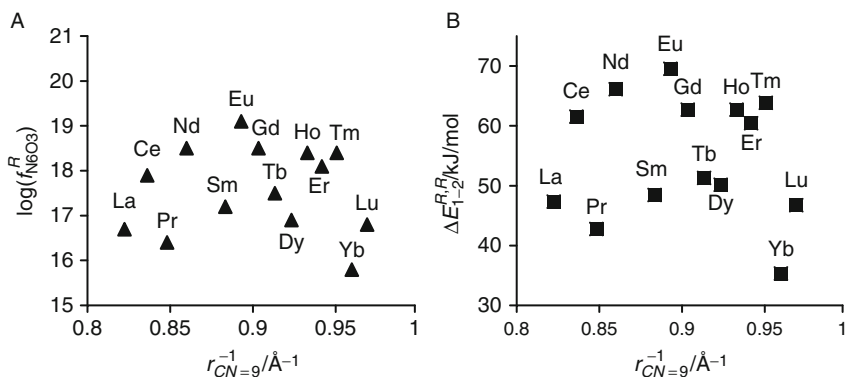 A
log(f^R_N6O3)
21
20
19
18
17
16
15
La
Ce
Pr
Nd
Sm
Eu
Gd
Tb
Dy
Ho
Er
Tm
Yb
Lu
0.8
0.85
0.9
0.95
1
r^−1_CN=9/Å^−1
B
ΔE^R,R_1–2/kJ/mol
70
60
50
40
30
La
Ce
Pr
Nd
Sm
Eu
Gd
Tb
Dy
Ho
Er
Tm
Yb
Lu
0.8
0.85
0.9
0.95
1
r^−1_CN=9/Å^−1